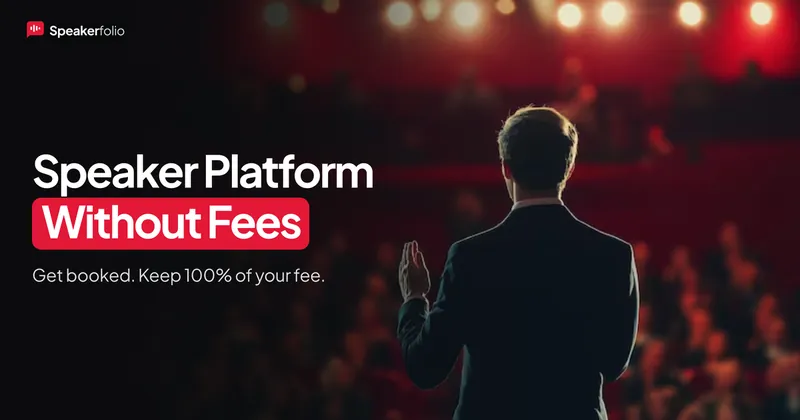 Speakerfolio
Speaker Platform
Without Fees
Get booked. Keep 100% of your fee.